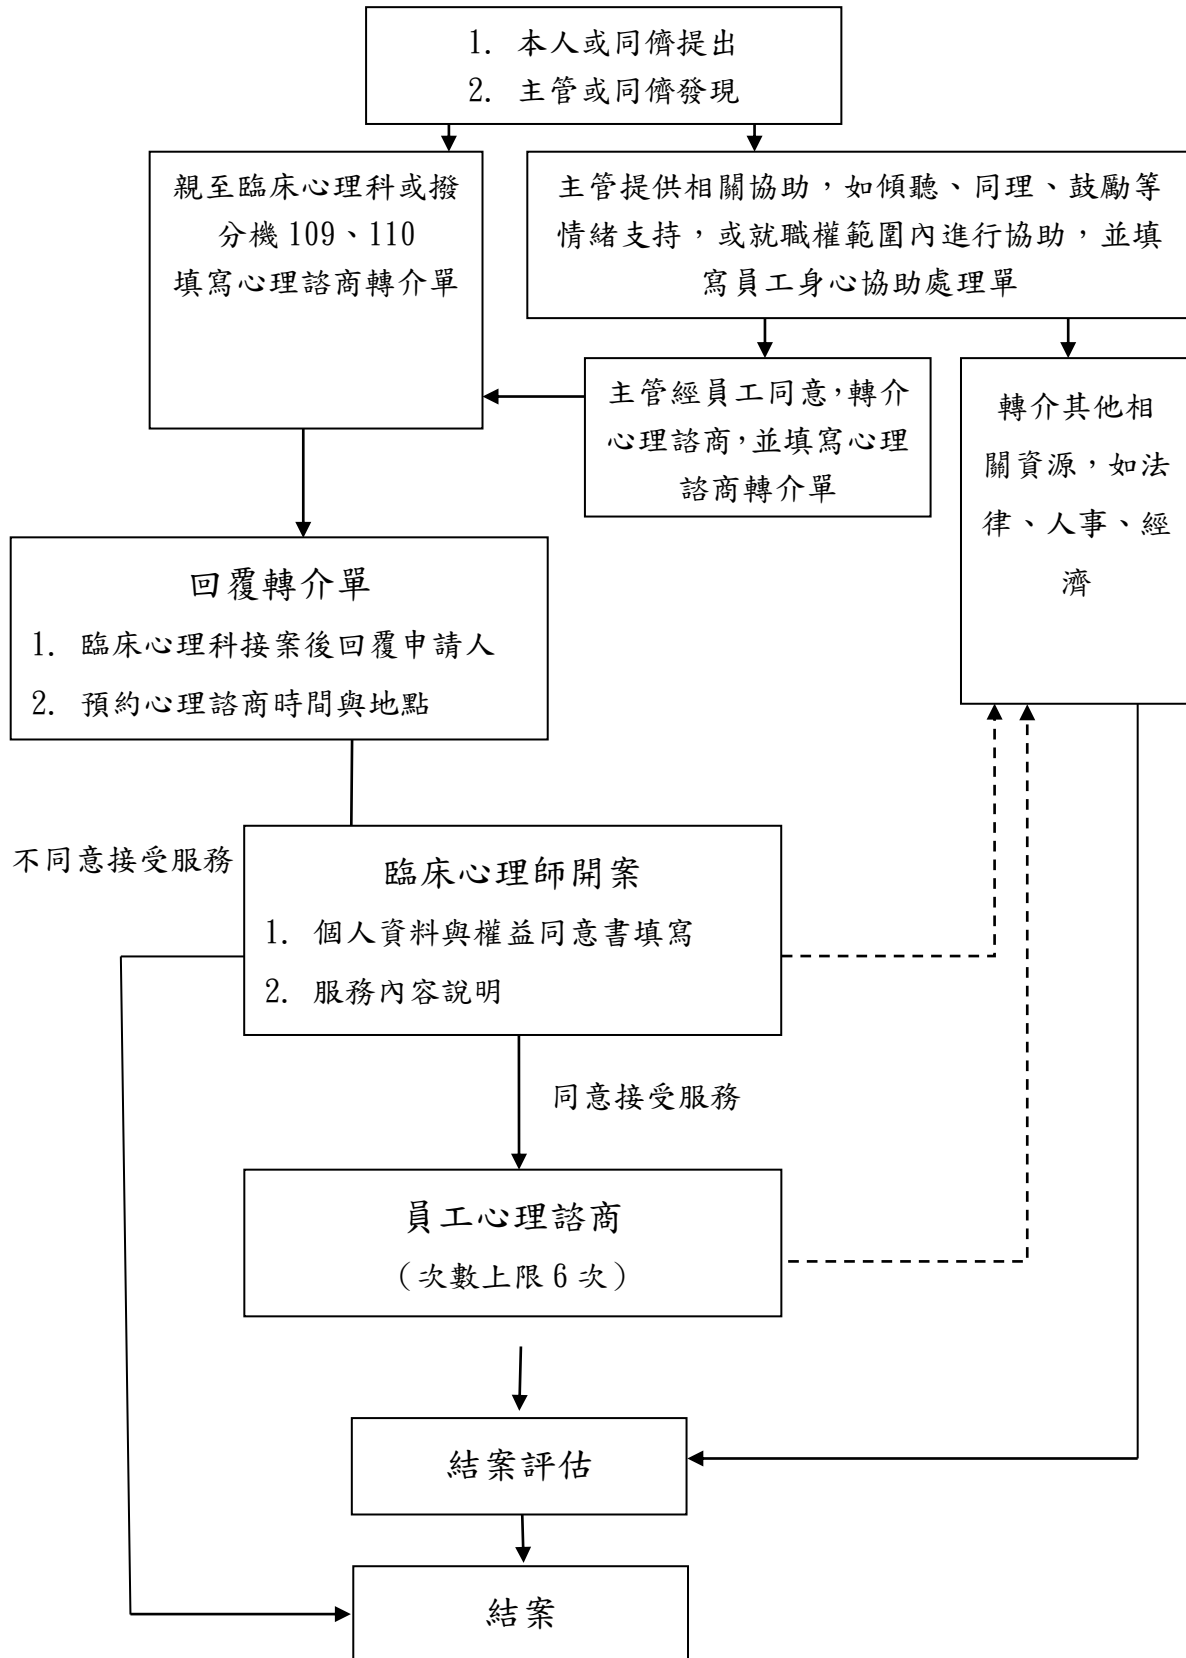 1. 本人或同儕提出
2. 主管或同儕發現
親至臨床心理科或撥
分機 109、110
填寫心理諮商轉介單
主管提供相關協助，如傾聽、同理、鼓勵等
情緒支持，或就職權範圍內進行協助，並填
寫員工身心協助處理單
主管經員工同意，轉介
心理諮商，並填寫心理
諮商轉介單
轉介其他相
關資源，如法
律、人事、經
濟
回覆轉介單
1. 臨床心理科接案後回覆申請人
2. 預約心理諮商時間與地點
不同意接受服務
臨床心理師開案
1. 個人資料與權益同意書填寫
2. 服務內容說明
同意接受服務
員工心理諮商
（次數上限 6 次）
結案評估
結案